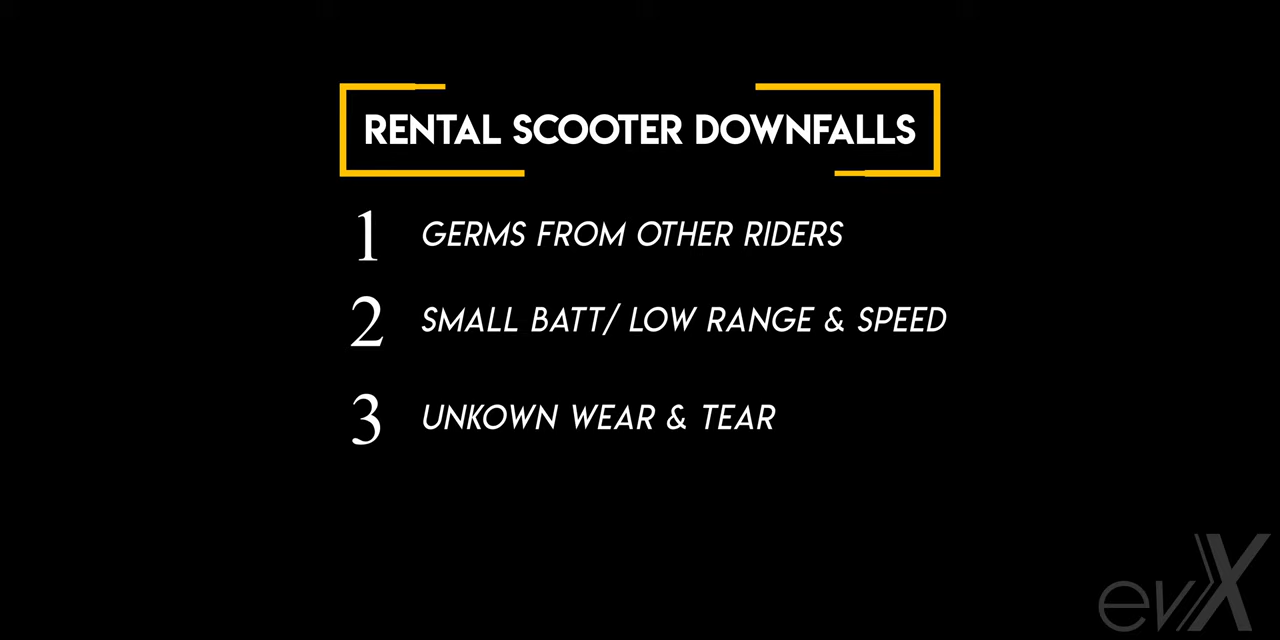 RENTAL SCOOTER DOWNFALLS
1 GERMS FROM OTHER RIDERS
2 SMALL BATT/ LOW RANGE & SPEED
3 UNKOWN WEAR & TEAR
evX